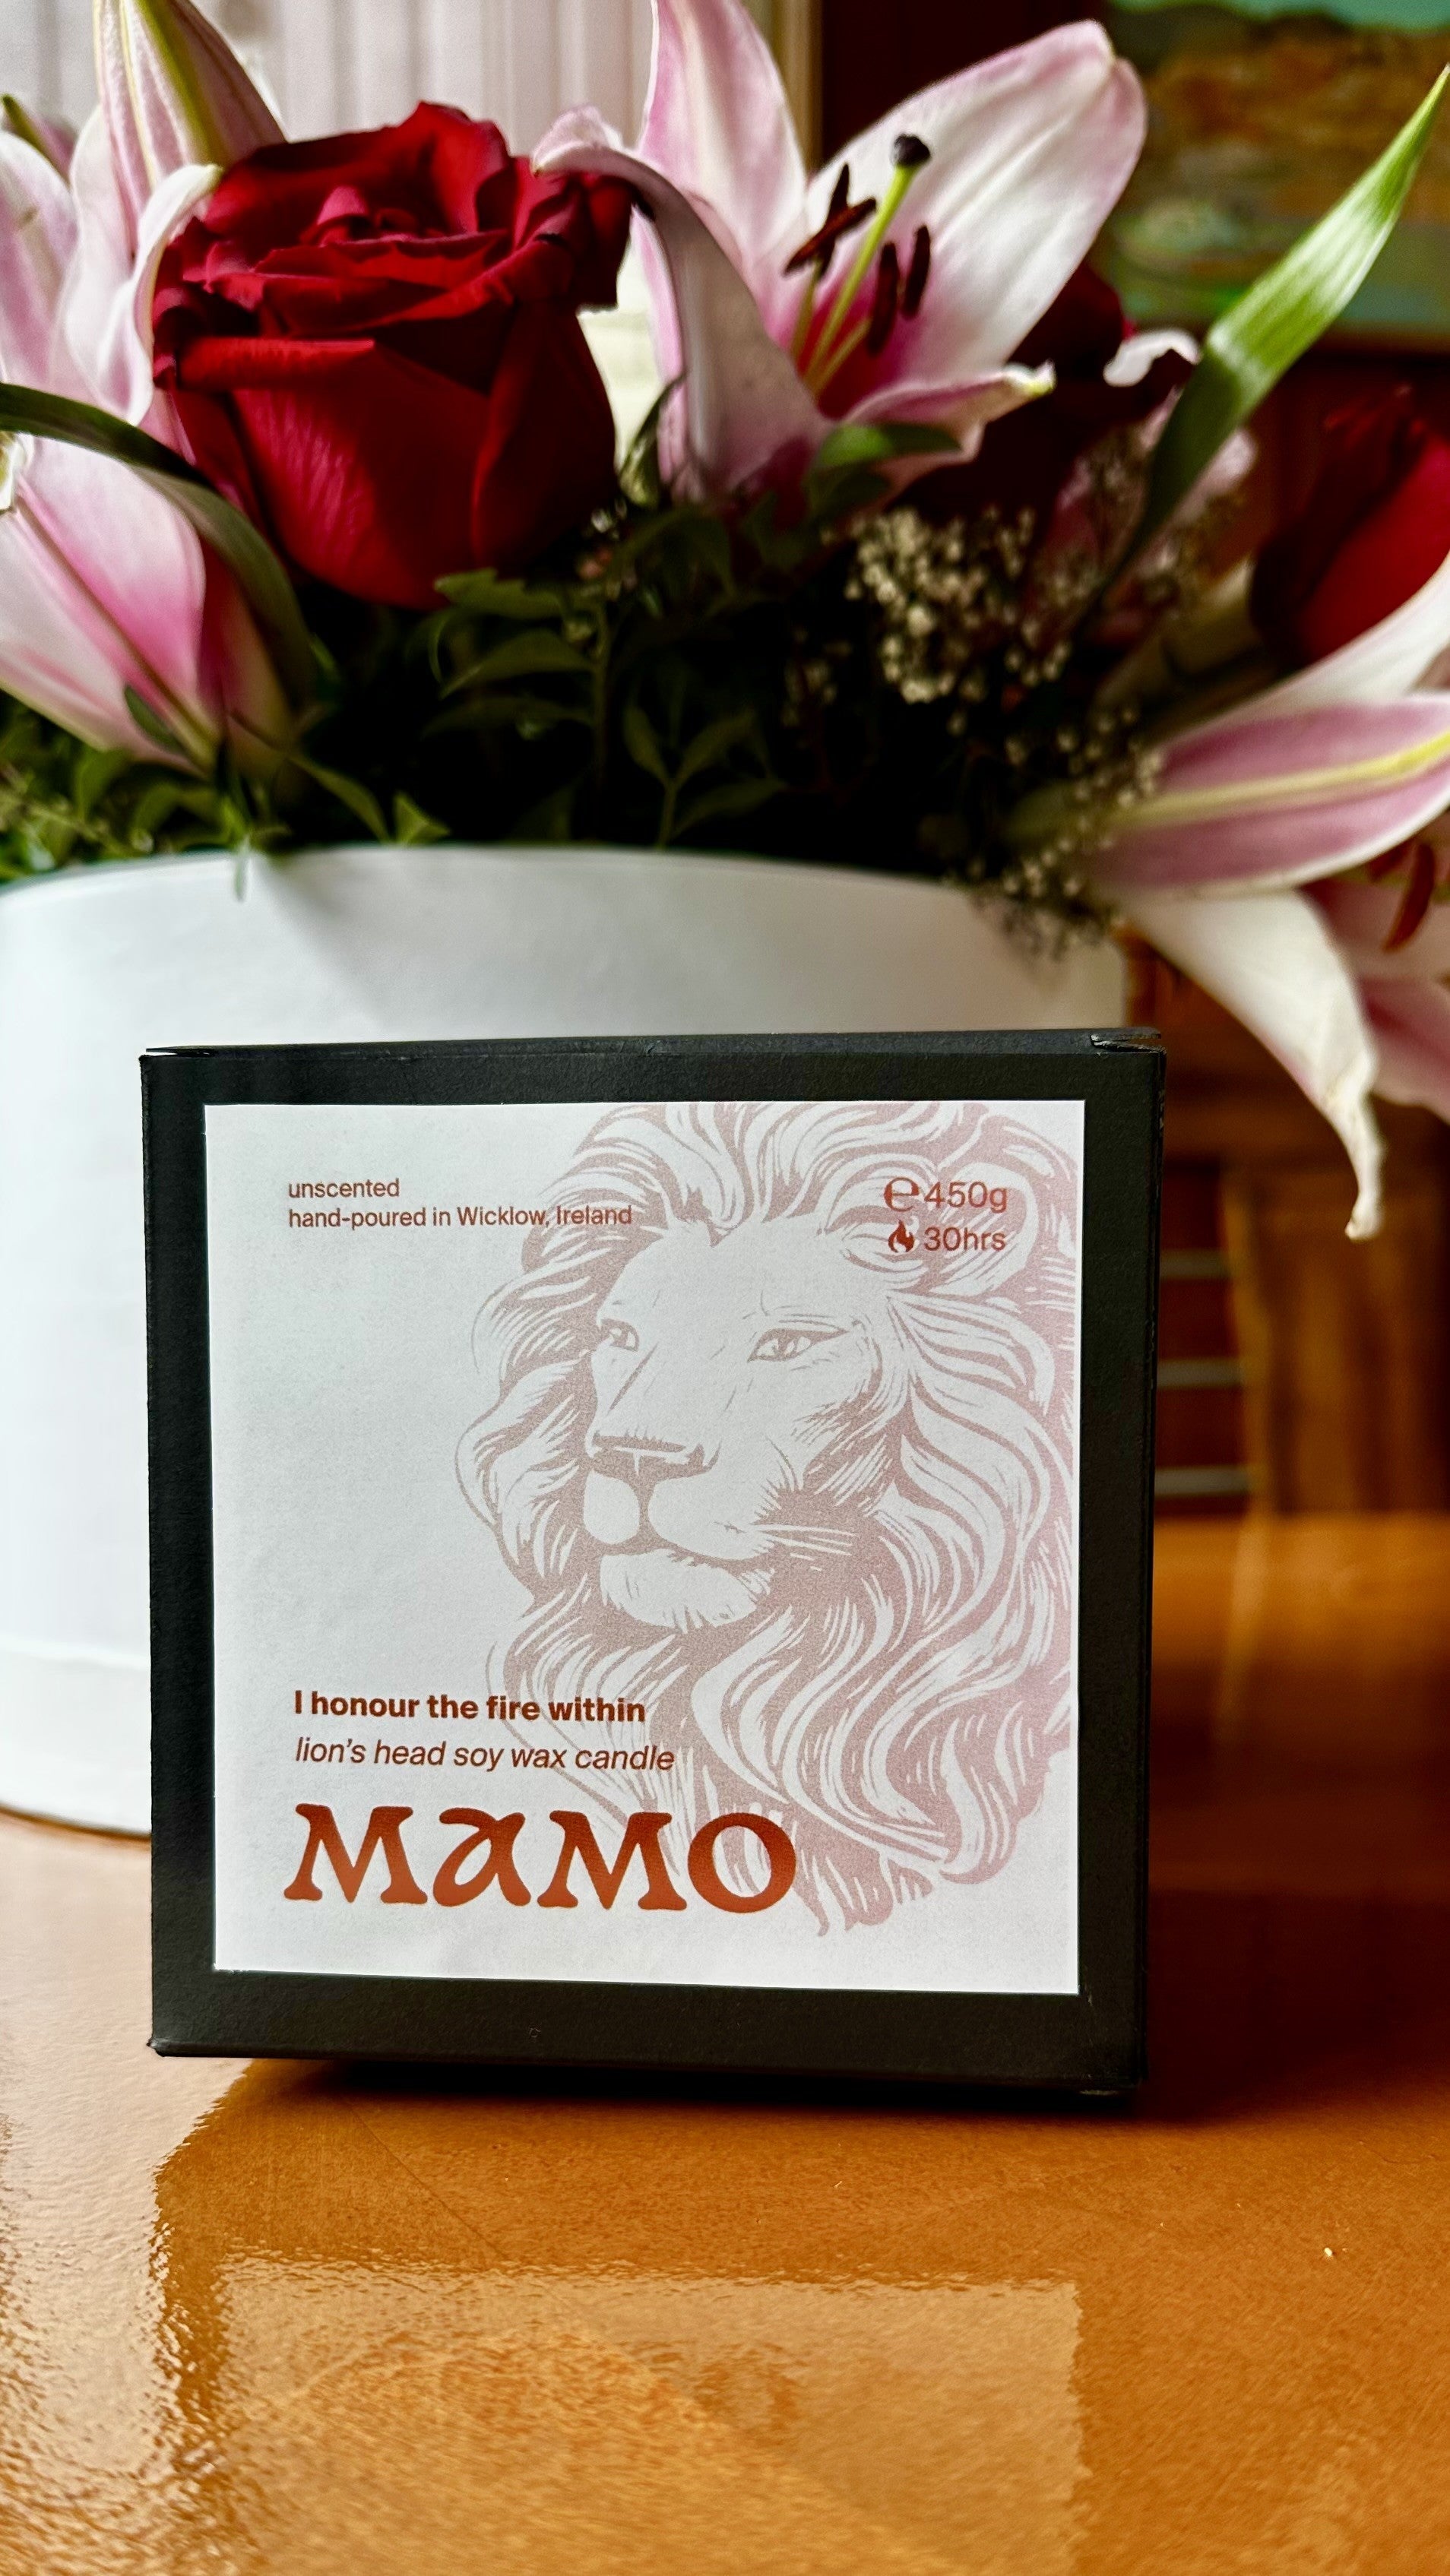 unscented
hand-poured in Wicklow, Ireland
℮450g
30hrs
I honour the fire within
lion's head soy wax candle
MAMO